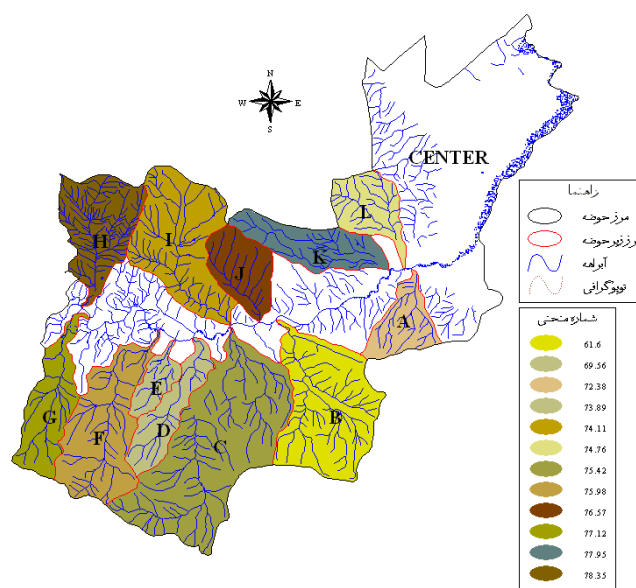 N
W E
S
CENTER
H
I
L
J
K
A
G
F
E
D
C
B
راهنما
مرز حوضه
مرز زیر حوضه
آبراهه
توپوگرافی
شماره منحنی
61.6
69.56
72.38
73.89
74.11
74.76
75.42
75.98
76.57
77.12
77.95
78.35